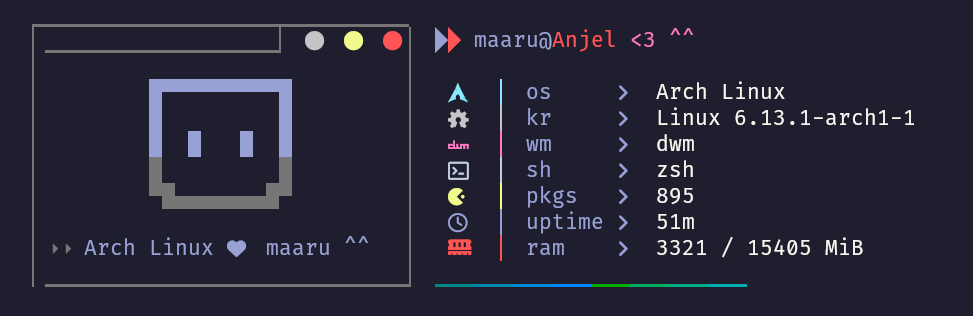 maaru@Anjel <3 ^^
os > Arch Linux
kr > Linux 6.13.1-arch1-1
dwm wm > dwm
sh > zsh
pkgs > 895
uptime > 51m
ram > 3321 / 15405 MiB
Arch Linux ♥ maaru ^^